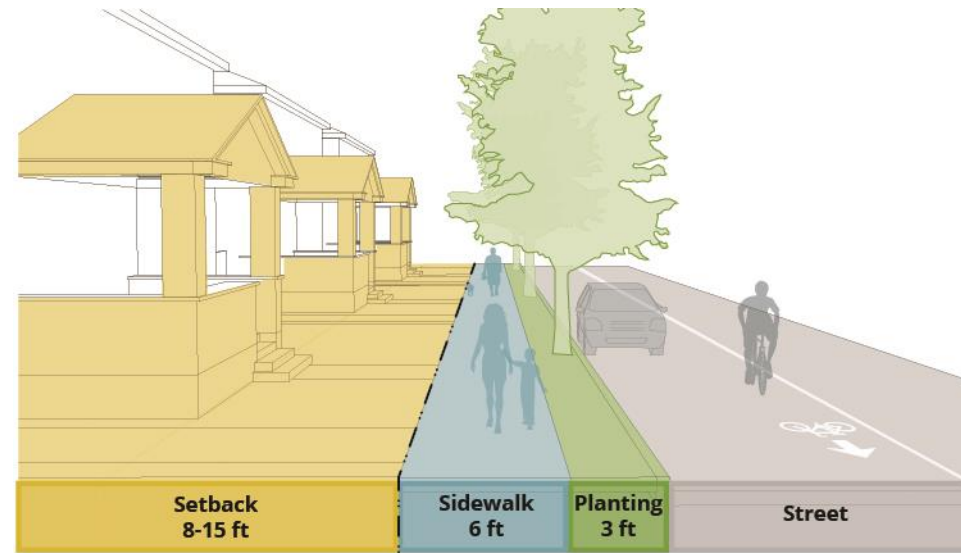 Setback
8-15 ft
Sidewalk
6 ft
Planting
3 ft
Street